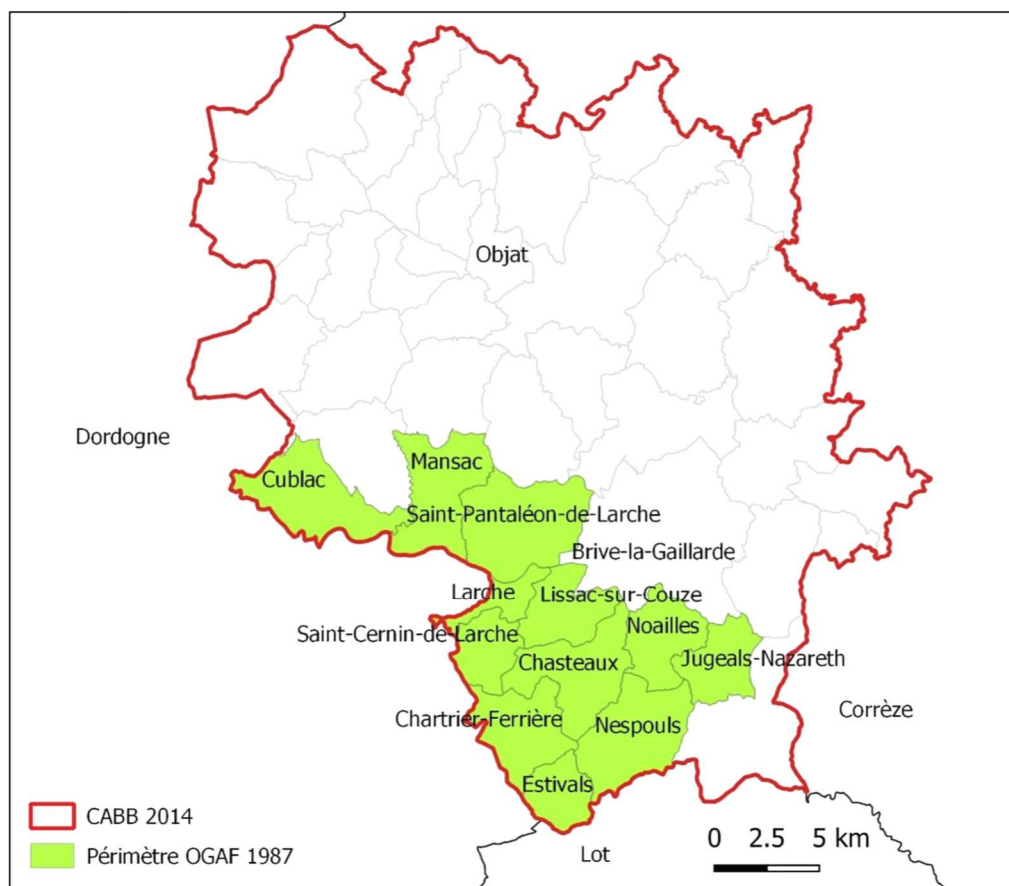 Objat
Dordogne
Mansac
Cublac
Saint-Pantaléon-de-Larche
Brive-la-Gaillarde
Larche
Lissac-sur-Couze
Saint-Cernin-de-Larche
Noailles
Chasteaux
Jugeals-Nazareth
Chartrier-Ferrière
Nespouls
Corrèze
Estivals
CABB 2014
Périmètre OGAF 1987
Lot
0 2.5 5 km